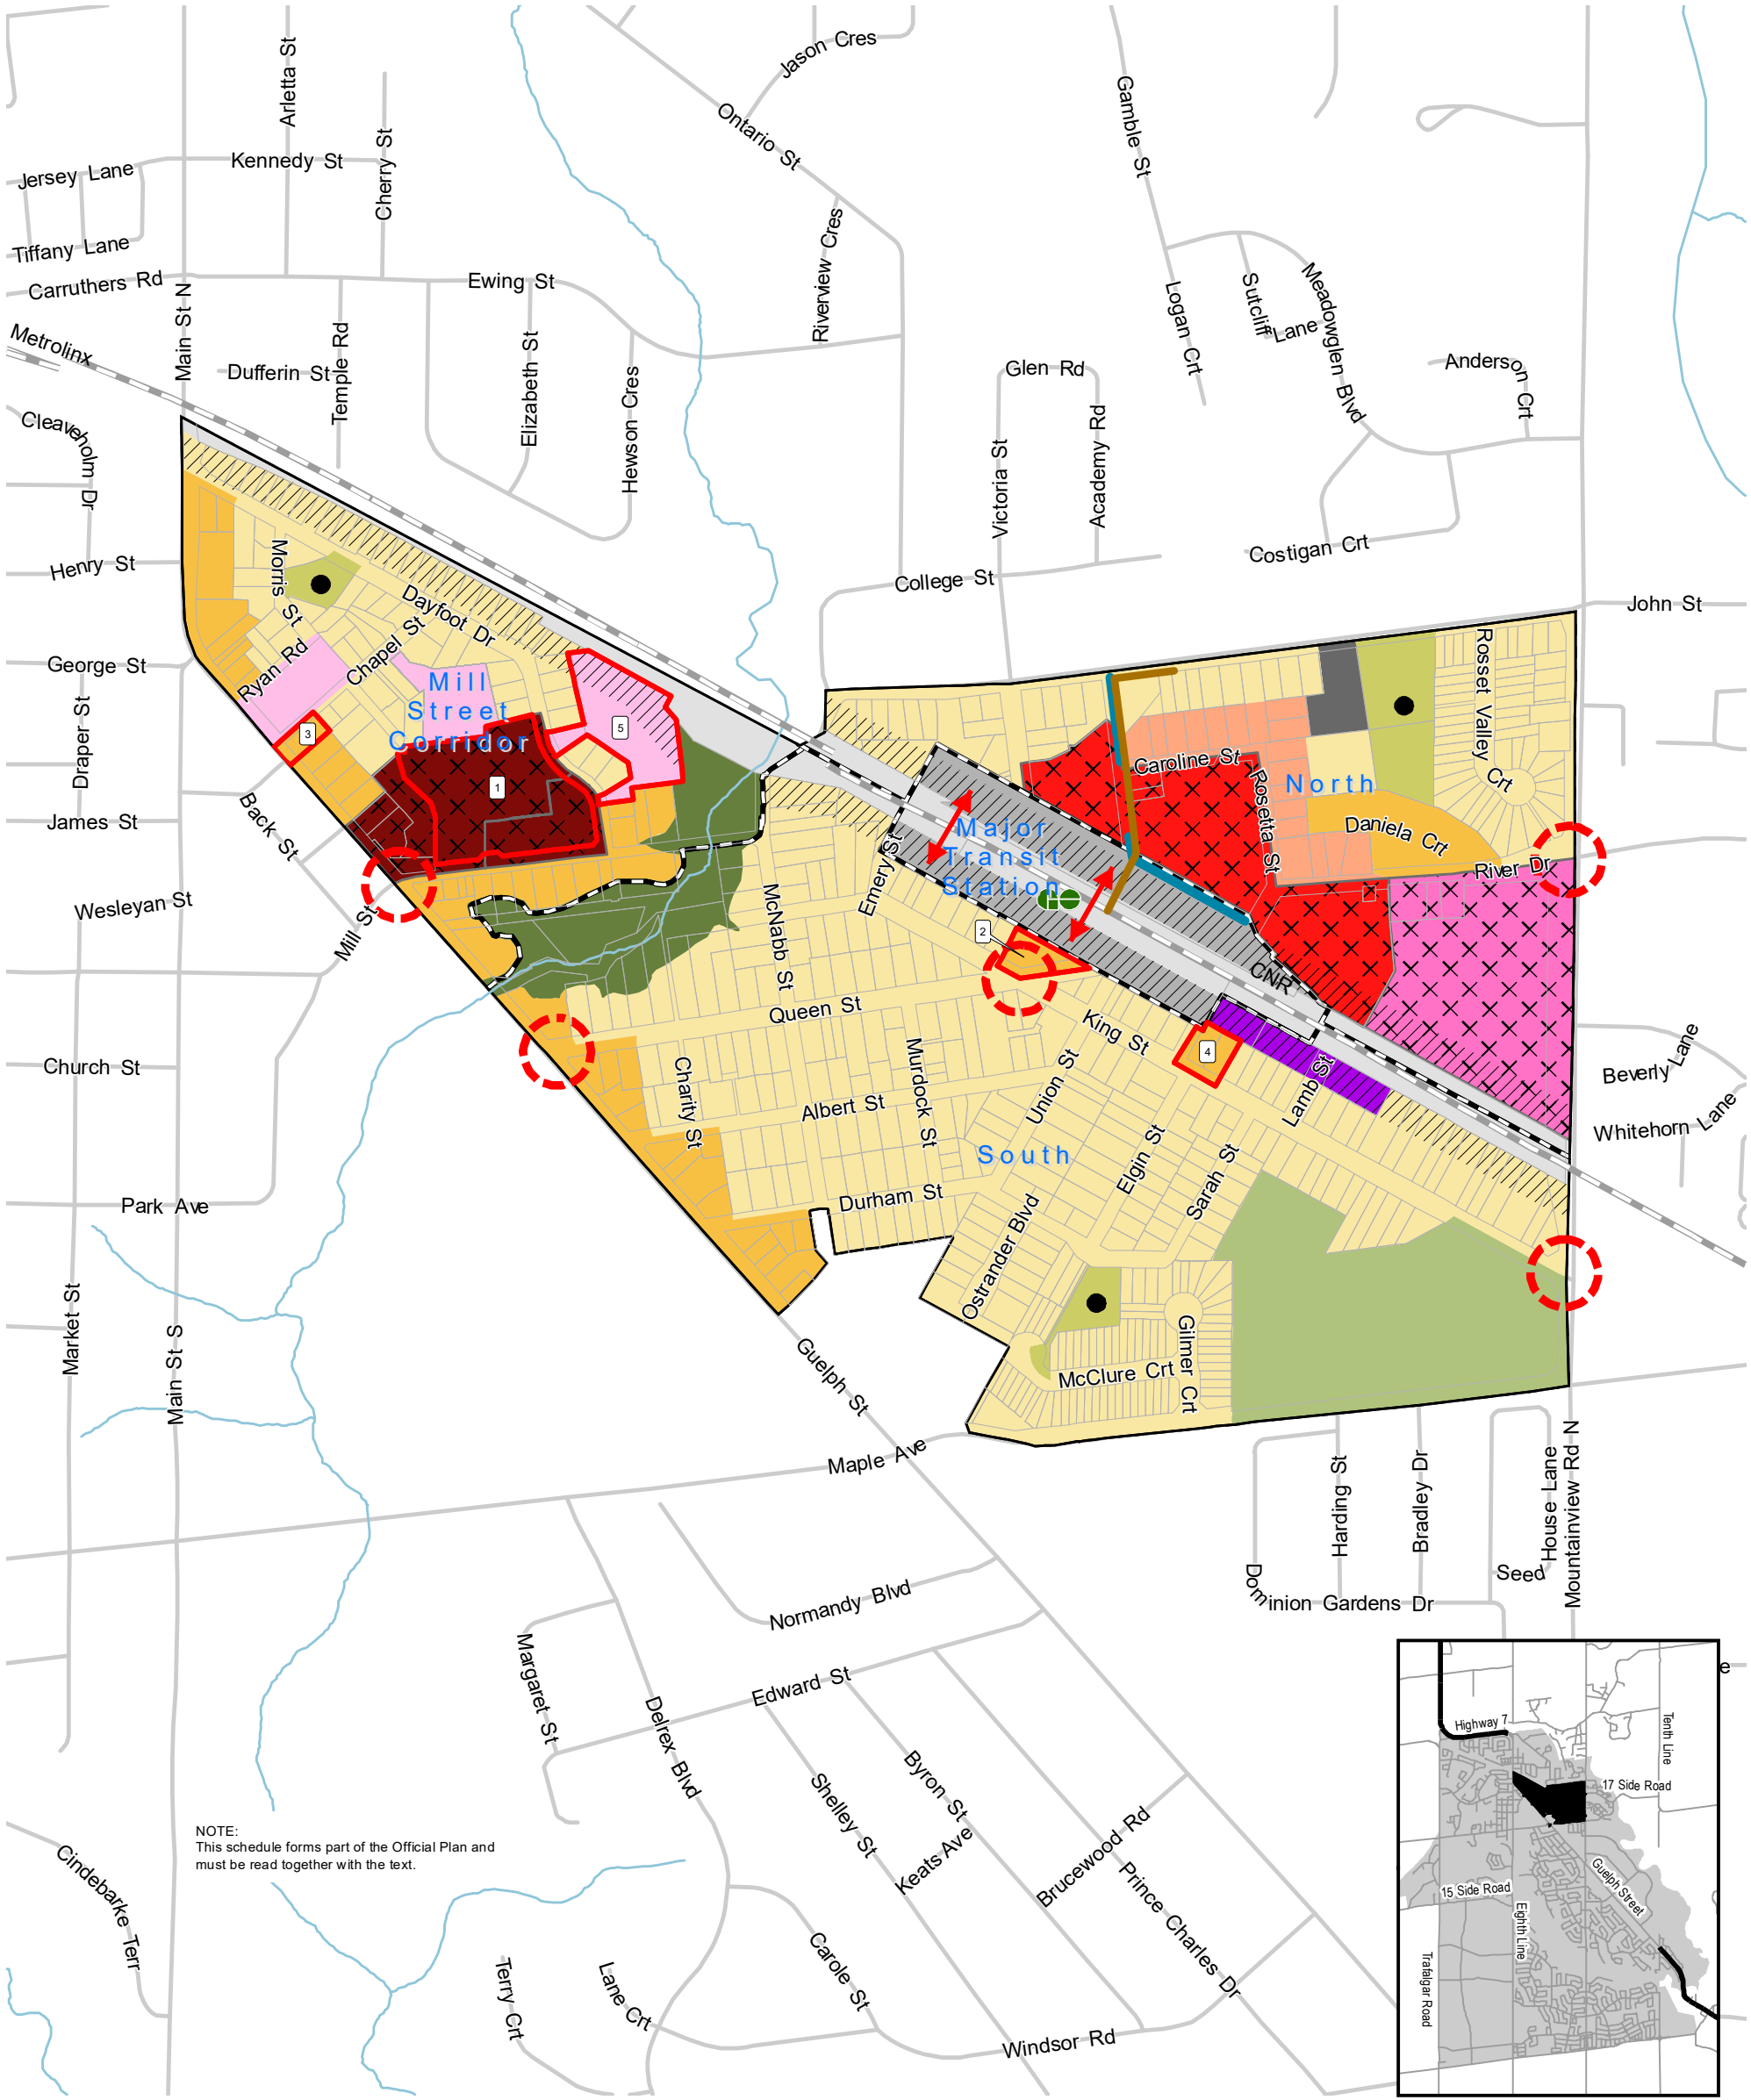 Jason Cres
Arletta St
Ontario St
Gamble St
Kennedy St
Cherry St
Jersey Lane
Tiffany Lane
Carruthers Rd
Main St N
Ewing St
Riverview Cres
Logan Crt
Sutcliff Lane
Meadowglen Blvd
Metrolinx
Dufferin St
Temple Rd
Elizabeth St
Hewson Cres
Glen Rd
Anderson Crt
Cleaveholm Dr
Victoria St
Academy Rd
Henry St
College St
Costigan Crt
John St
Morris St
Dayfoot Dr
Chapel St
Ryan Rd
George St
Draper St
Mill
Street
Corridor
Rosset Valley Crt
3
5
1
Caroline St
Rosetta St
North
James St
Back St
Daniela Crt
River Dr
Major
Transit
Station
Emery St
Wesleyan St
Mill St
McNabb St
2
CNR
Queen St
King St
4
Church St
Charity St
Murdock St
Union St
Lamb St
Beverly Lane
Albert St
Whitehorn Lane
South
Elgin St
Sarah St
Park Ave
Durham St
Ostrander Blvd
Market St
Main St S
Guelph St
Gilmer Crt
McClure Crt
Maple Ave
Harding St
Bradley Dr
Seed House Lane
Mountainview Rd N
Dominion Gardens Dr
Normandy Blvd
Margaret St
Edward St
Delrex Blvd
Byron St
Shelley St
Keats Ave
Brucewood Rd
Prince Charles Dr
e
NOTE:
This schedule forms part of the Official Plan and
must be read together with the text.
Cindebarke Terr
Terry Crt
Lane Crt
Carole St
Windsor Rd
Highway 7
Tenth Line
17 Side Road
Guelph Street
15 Side Road
Eighth Line
Trafalgar Road